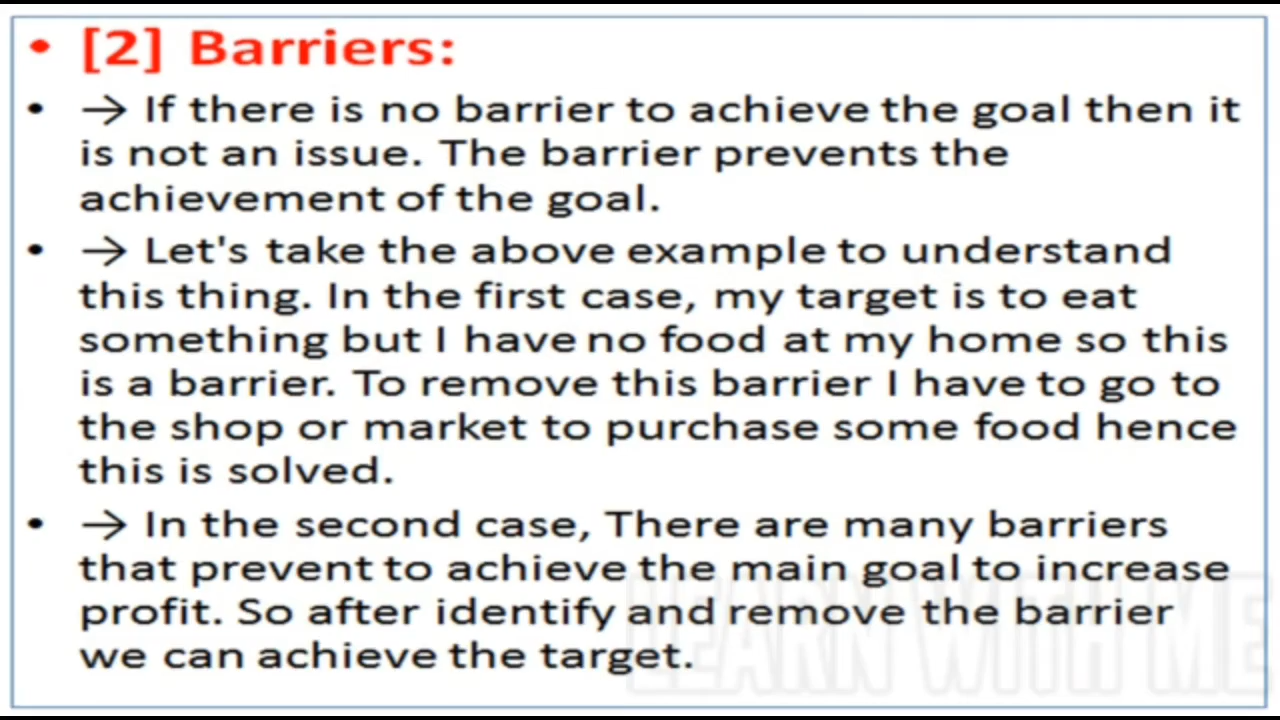 • [2] Barriers:
• → If there is no barrier to achieve the goal then it
is not an issue. The barrier prevents the
achievement of the goal.
• → Let's take the above example to understand
this thing. In the first case, my target is to eat
something but I have no food at my home so this
is a barrier. To remove this barrier I have to go to
the shop or market to purchase some food hence
this is solved.
• → In the second case, There are many barriers
that prevent to achieve the main goal to increase
profit. So after identify and remove the barrier
we can achieve the target.
LEARN WITH ME